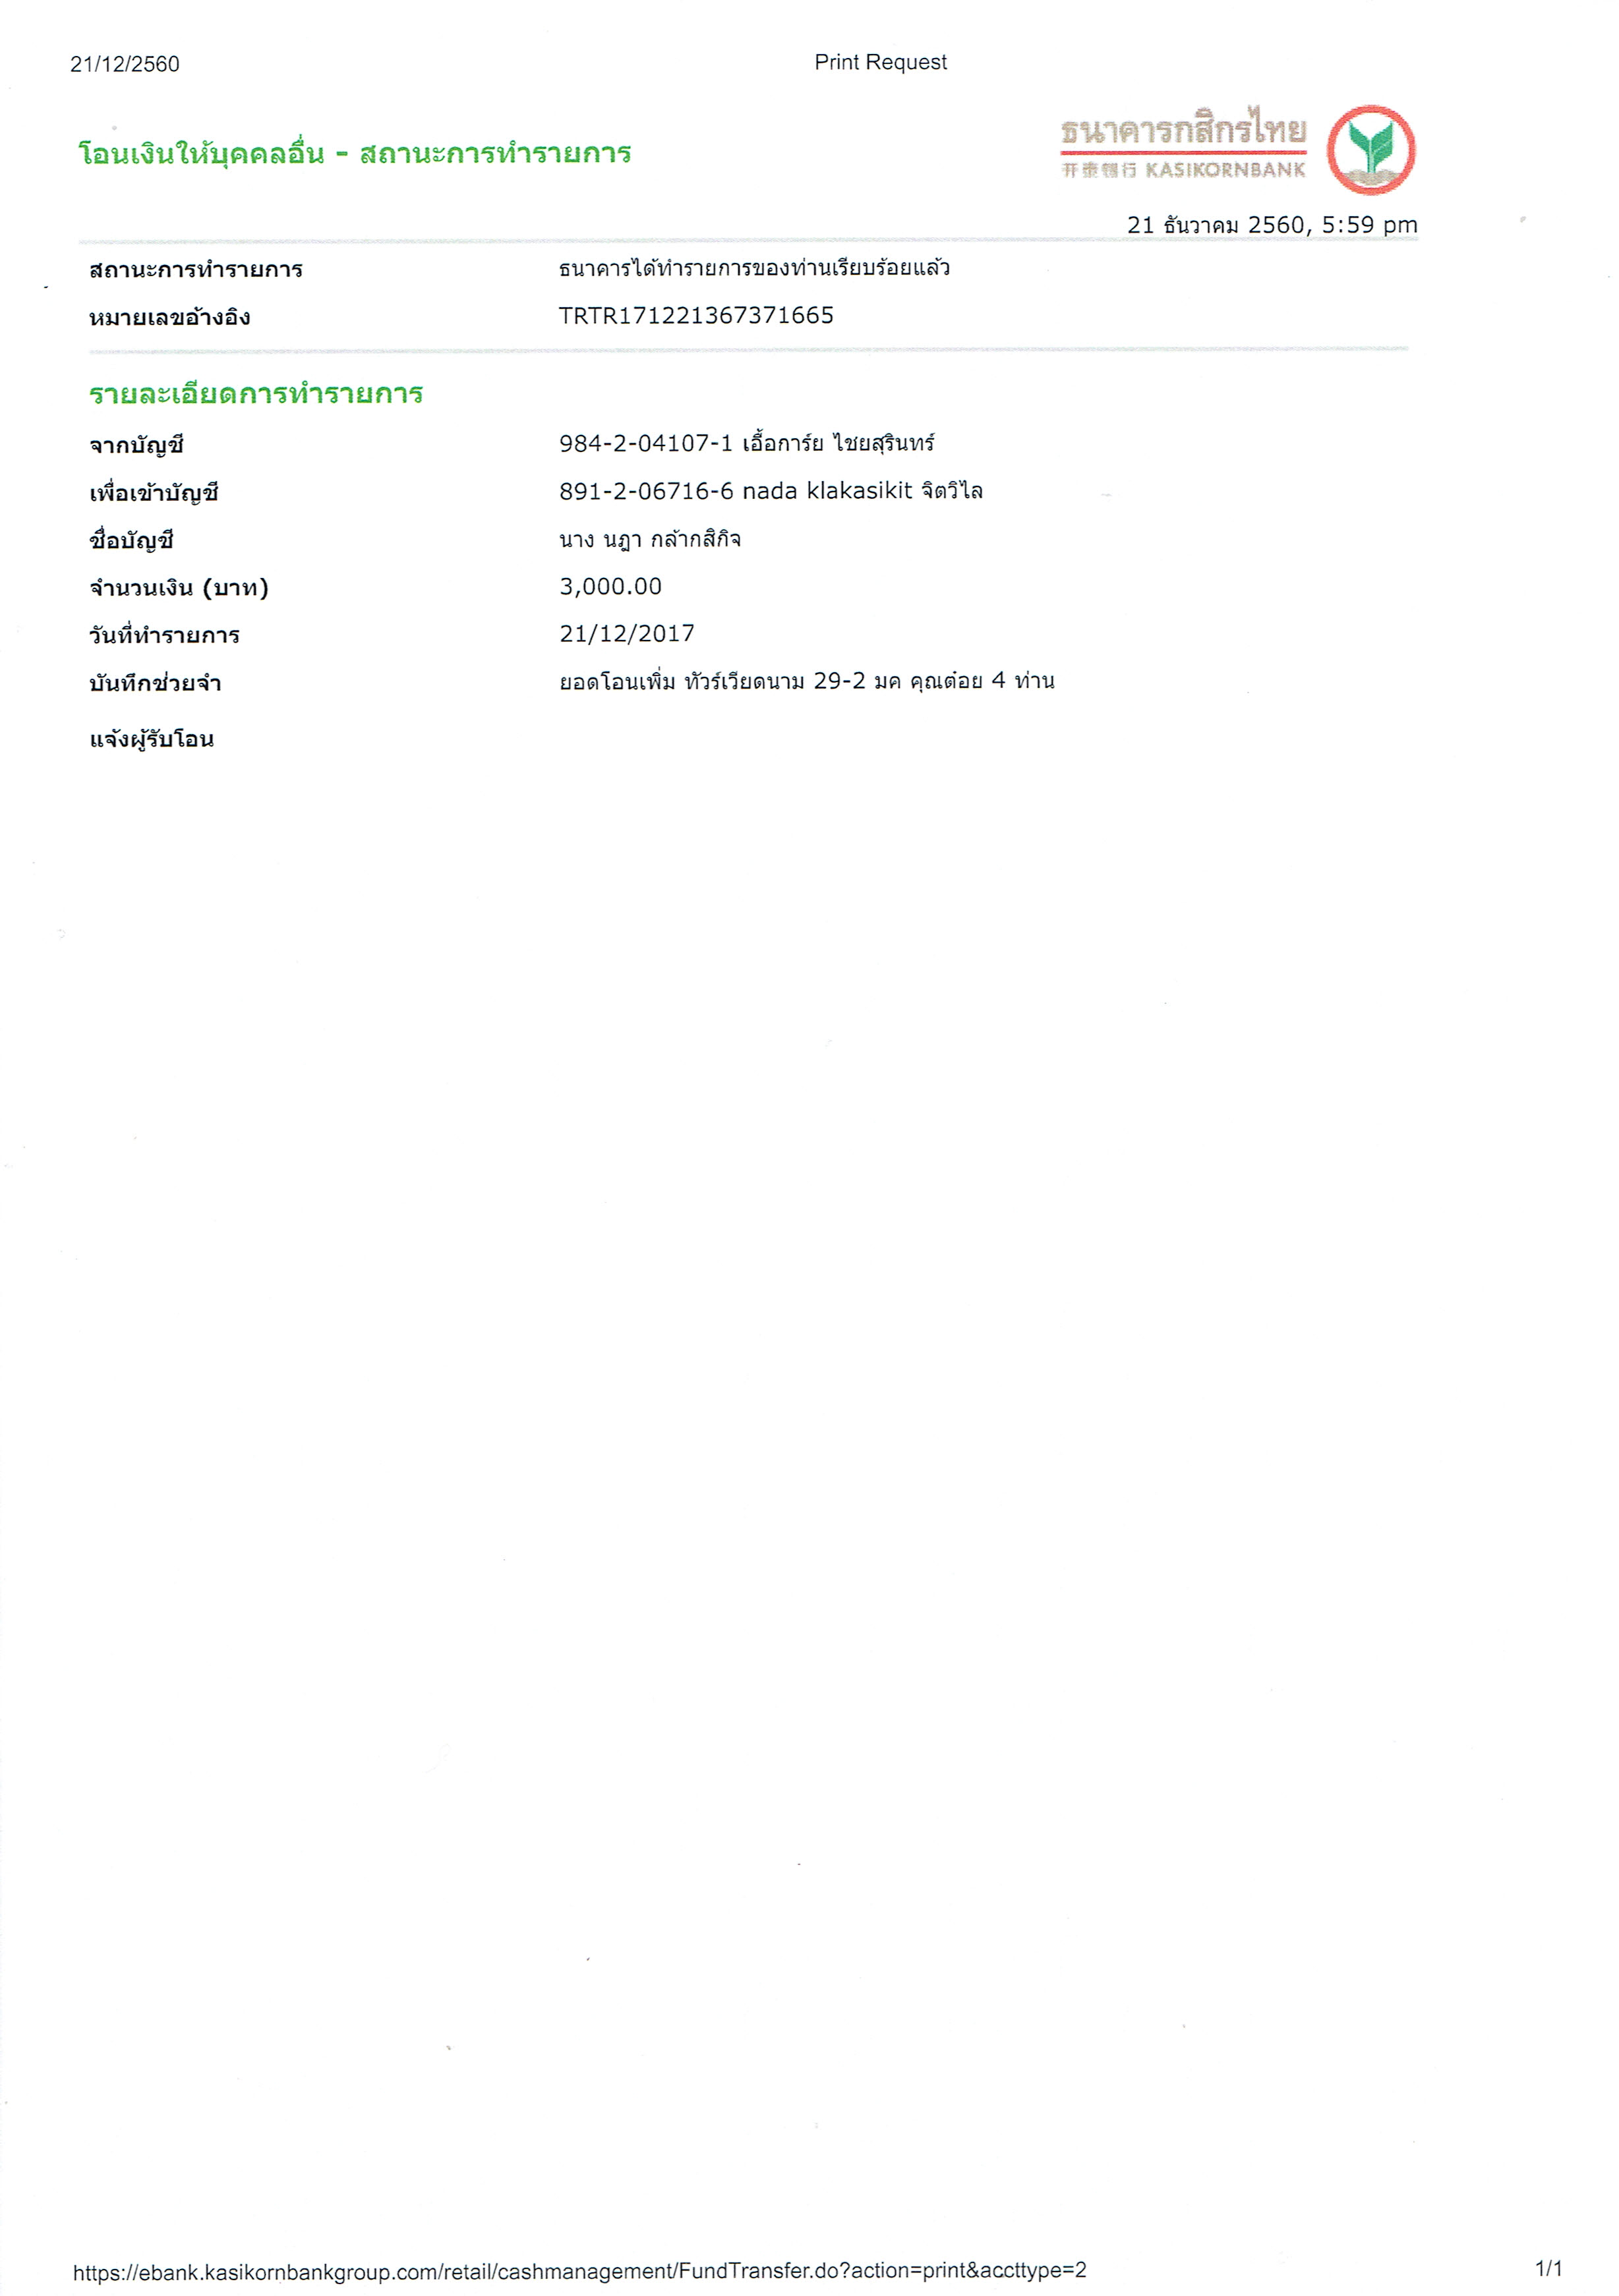 21/12/2560 Print Request
ธนาคารกสิกรไทย
开泰银行 KASIKORNBANK
โอนเงินให้บุคคลอื่น - สถานะการทำรายการ
21 ธันวาคม 2560, 5:59 pm
สถานะการทำรายการ ธนาคารได้ทำรายการของท่านเรียบร้อยแล้ว
หมายเลขอ้างอิง TRTR171221367371665
รายละเอียดการทำรายการ
จากบัญชี 984-2-04107-1 เอื้อการ์ย ไชยสุรินทร์
เพื่อเข้าบัญชี 891-2-06716-6 nada klakasikit จิตวิไล
ชื่อบัญชี นาง นฎา กล้ากสิกิจ
จำนวนเงิน (บาท) 3,000.00
วันที่ทำรายการ 21/12/2017
บันทึกช่วยจำ ยอดโอนเพิ่ม ทัวร์เวียดนาม 29-2 มค คุณต่อย 4 ท่าน
แจ้งผู้รับโอน
https://ebank.kasikornbankgroup.com/retail/cashmanagement/FundTransfer.do?action=print&accttype=2 1/1